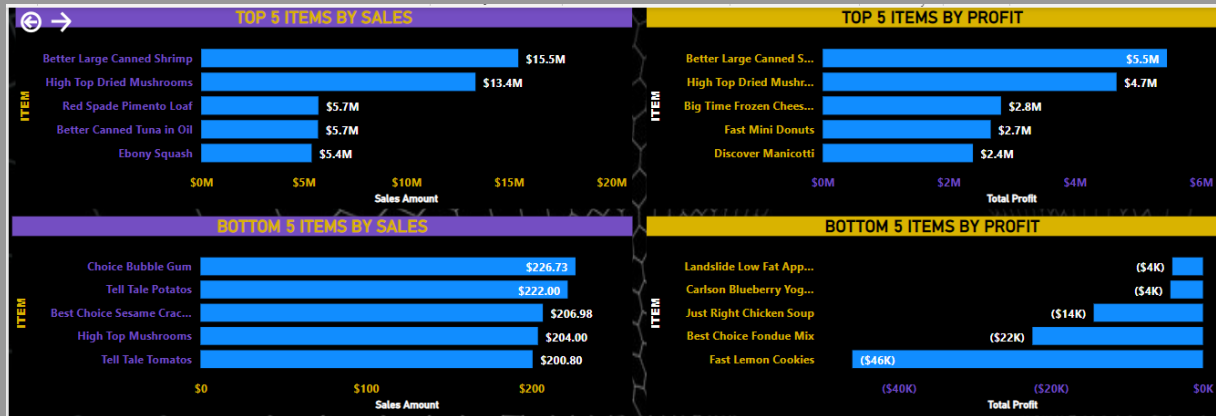 TOP 5 ITEMS BY SALES
ITEM
Better Large Canned Shrimp $15.5M
High Top Dried Mushrooms $13.4M
Red Spade Pimento Loaf $5.7M
Better Canned Tuna in Oil $5.7M
Ebony Squash $5.4M
$0M $5M $10M $15M $20M
Sales Amount
TOP 5 ITEMS BY PROFIT
ITEM
Better Large Canned S... $5.5M
High Top Dried Mushr... $4.7M
Big Time Frozen Chees... $2.8M
Fast Mini Donuts $2.7M
Discover Manicotti $2.4M
$0M $2M $4M $6M
Total Profit
BOTTOM 5 ITEMS BY SALES
ITEM
Choice Bubble Gum $226.73
Tell Tale Potatos $222.00
Best Choice Sesame Crac... $206.98
High Top Mushrooms $204.00
Tell Tale Tomatos $200.80
$0 $100 $200
Sales Amount
BOTTOM 5 ITEMS BY PROFIT
ITEM
Landslide Low Fat App... ($4K)
Carlson Blueberry Yog... ($4K)
Just Right Chicken Soup ($14K)
Best Choice Fondue Mix ($22K)
Fast Lemon Cookies ($46K)
($40K) ($20K) $0K
Total Profit